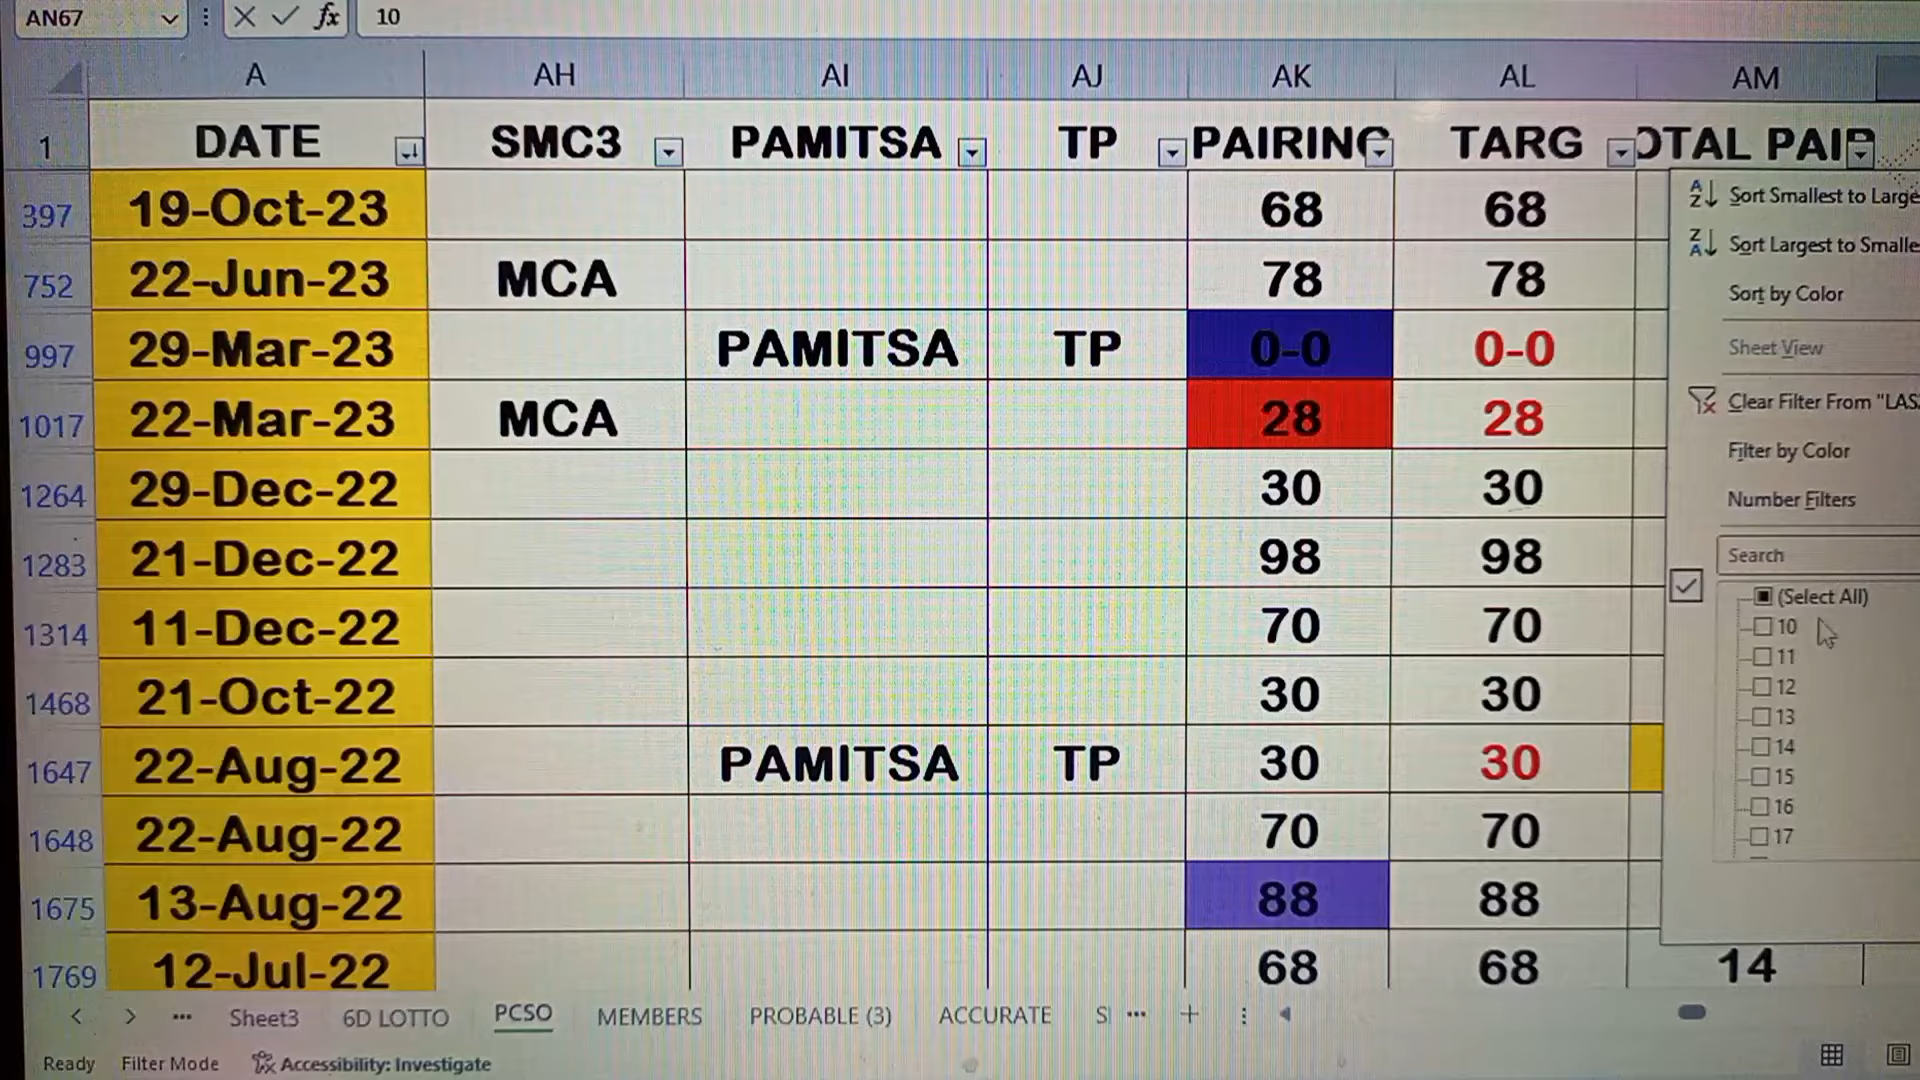 AN67 fx 10
A AH AI AJ AK AL AM
1 DATE SMC3 PAMITSA TP PAIRING TARG OTAL PAIR
397 19-Oct-23 68 68
752 22-Jun-23 MCA 78 78
997 29-Mar-23 PAMITSA TP 0-0 0-0
1017 22-Mar-23 MCA 28 28
1264 29-Dec-22 30 30
1283 21-Dec-22 98 98
1314 11-Dec-22 70 70
1468 21-Oct-22 30 30
1647 22-Aug-22 PAMITSA TP 30 30
1648 22-Aug-22 70 70
1675 13-Aug-22 88 88
1769 12-Jul-22 68 68 14
Sort Smallest to Large
Sort Largest to Smalle
Sort by Color
Sheet View
Clear Filter From "LAS
Filter by Color
Number Filters
Search
(Select All)
10
11
12
13
14
15
16
17
Sheet3 6D LOTTO PCSO MEMBERS PROBABLE (3) ACCURATE S
Ready Filter Mode Accessibility: Investigate